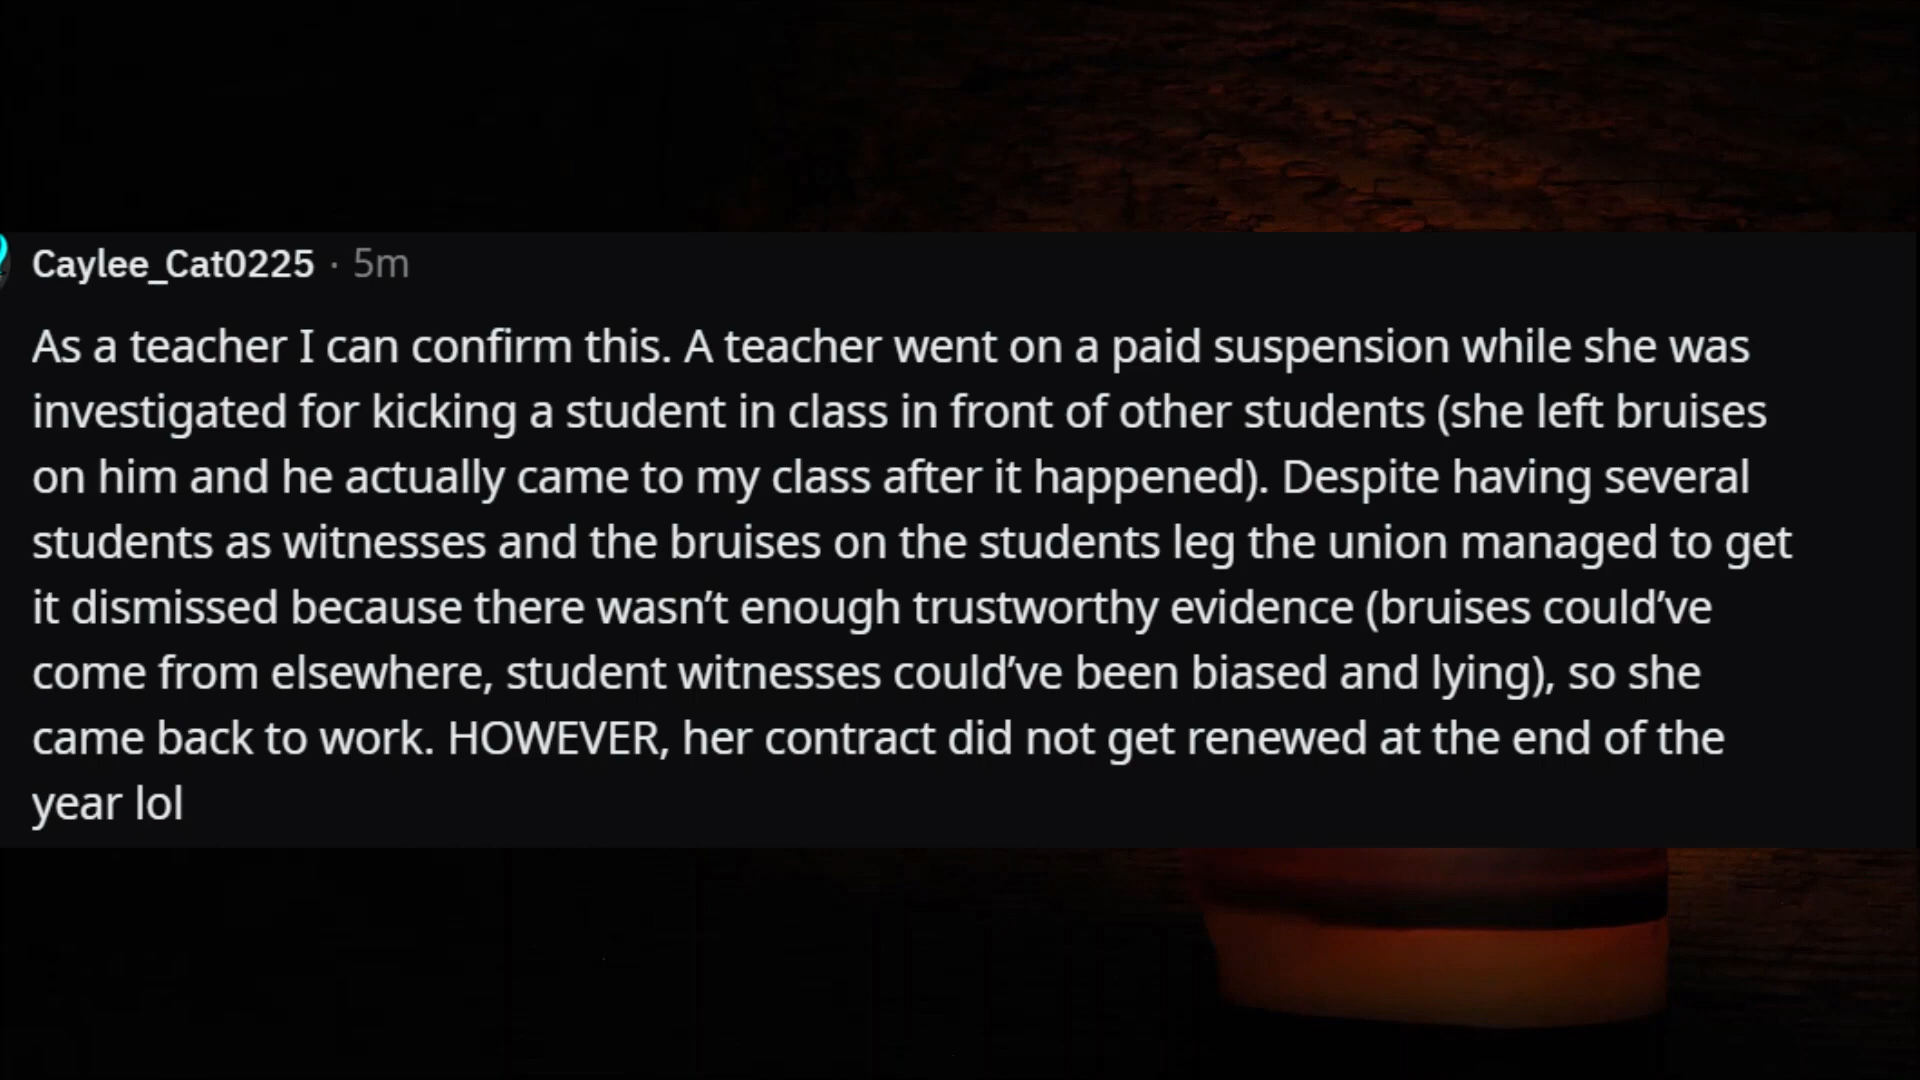 Caylee_Cat0225 · 5m
As a teacher I can confirm this. A teacher went on a paid suspension while she was
investigated for kicking a student in class in front of other students (she left bruises
on him and he actually came to my class after it happened). Despite having several
students as witnesses and the bruises on the students leg the union managed to get
it dismissed because there wasn’t enough trustworthy evidence (bruises could’ve
come from elsewhere, student witnesses could’ve been biased and lying), so she
came back to work. HOWEVER, her contract did not get renewed at the end of the
year lol